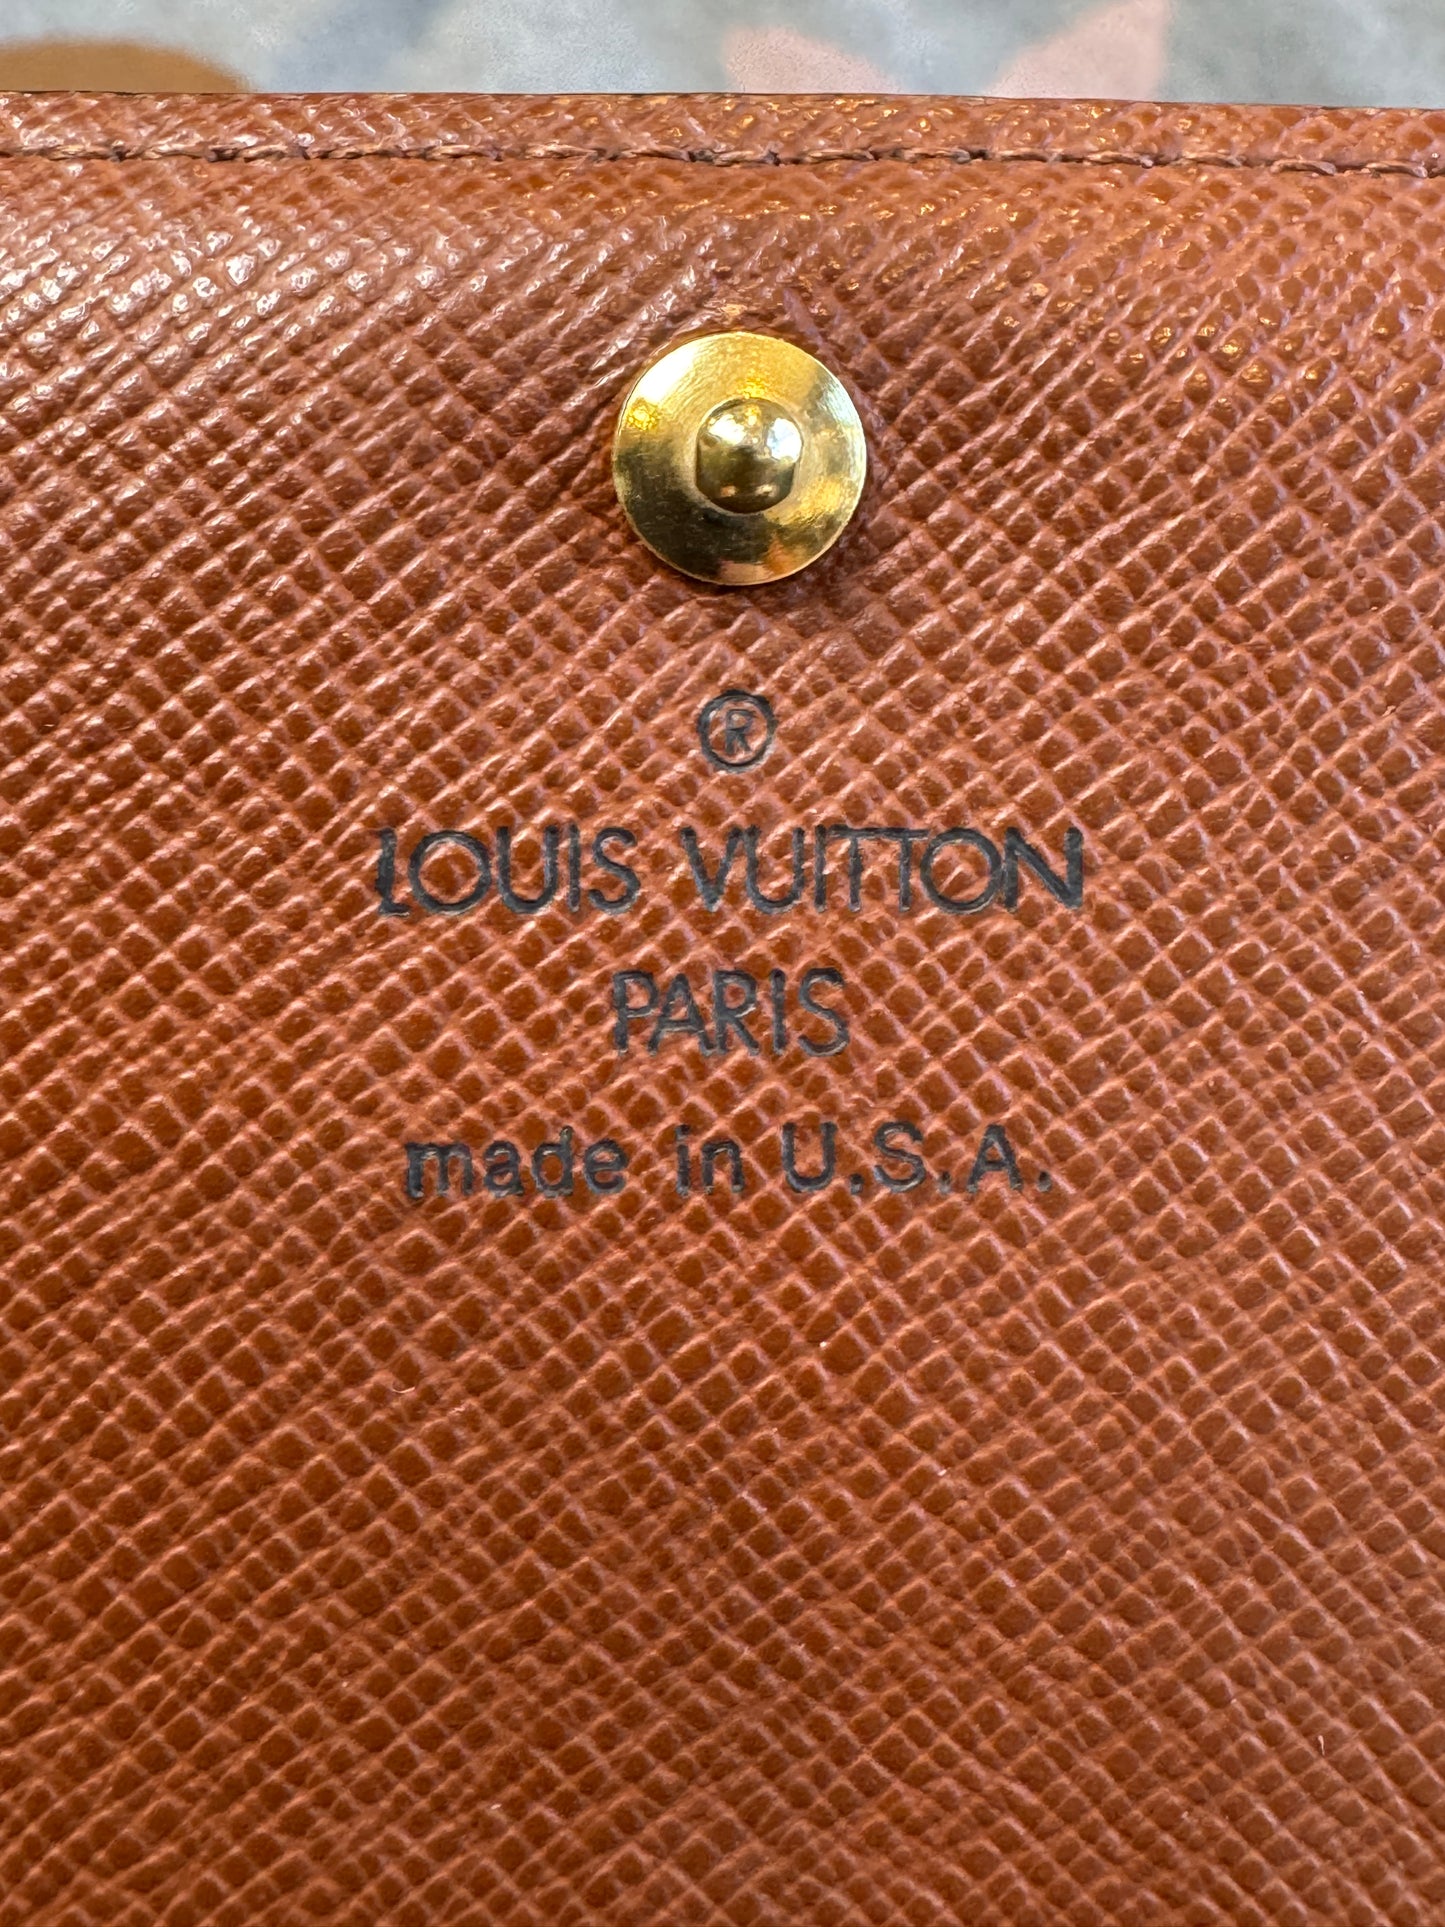 ®
LOUIS VUITTON
PARIS
made in U.S.A.